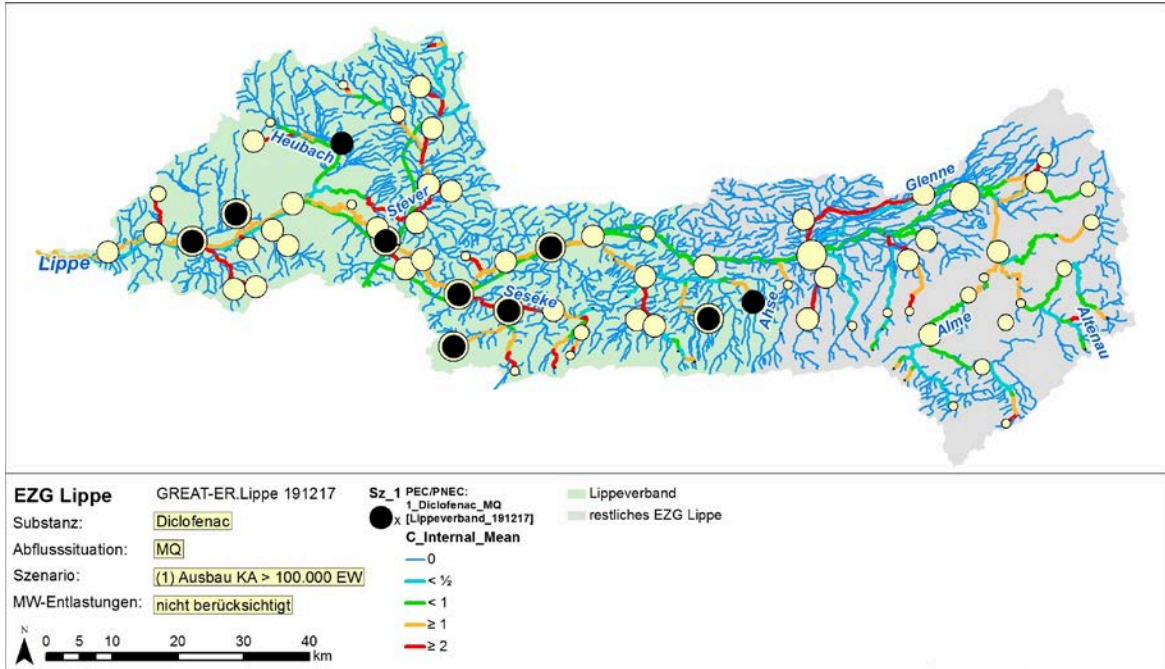 Heubach
Stever
Glenne
Lippe
Seseke
Ahse
Alme
Altenau
EZG Lippe
GREAT-ER.Lippe 191217
Substanz:
Diclofenac
Abflusssituation:
MQ
Szenario:
(1) Ausbau KA > 100.000 EW
MW-Entlastungen:
nicht berücksichtigt
N
0 5 10 20 30 40
km
Sz_1
x
PEC/PNEC:
1_Diclofenac_MQ
[Lippeverband_191217]
C_Internal_Mean
0
< ½
< 1
≥ 1
≥ 2
Lippeverband
restliches EZG Lippe